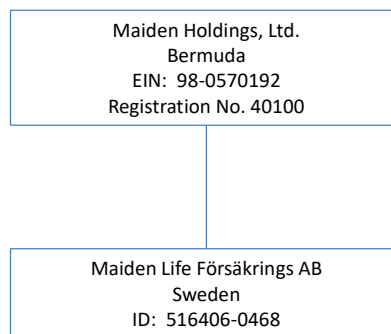 Maiden Holdings, Ltd.
Bermuda
EIN:  98-0570192
Registration No. 40100
Maiden Life Försäkrings AB
Sweden
ID:  516406-0468